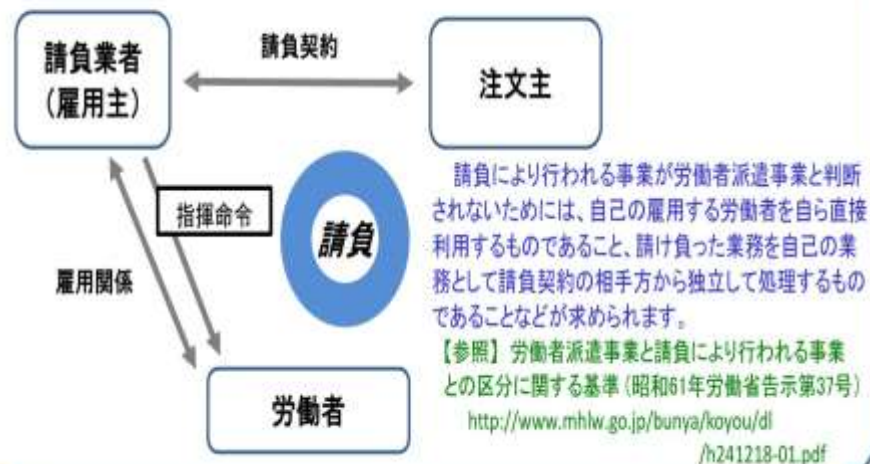 請負業者
(雇用主)
請負契約
注文主
指揮命令
請負
雇用関係
労働者
請負により行われる事業が労働者派遣事業と判断
されないためには、自己の雇用する労働者を自ら直接
利用するものであること、請け負った業務を自己の業
務として請負契約の相手方から独立して処理するもの
であることなどが求められます。
【参照】 労働者派遣事業と請負により行われる事業
との区分に関する基準(昭和61年労働省告示第37号)
http://www.mhlw.go.jp/bunya/koyou/dl
/h241218-01.pdf